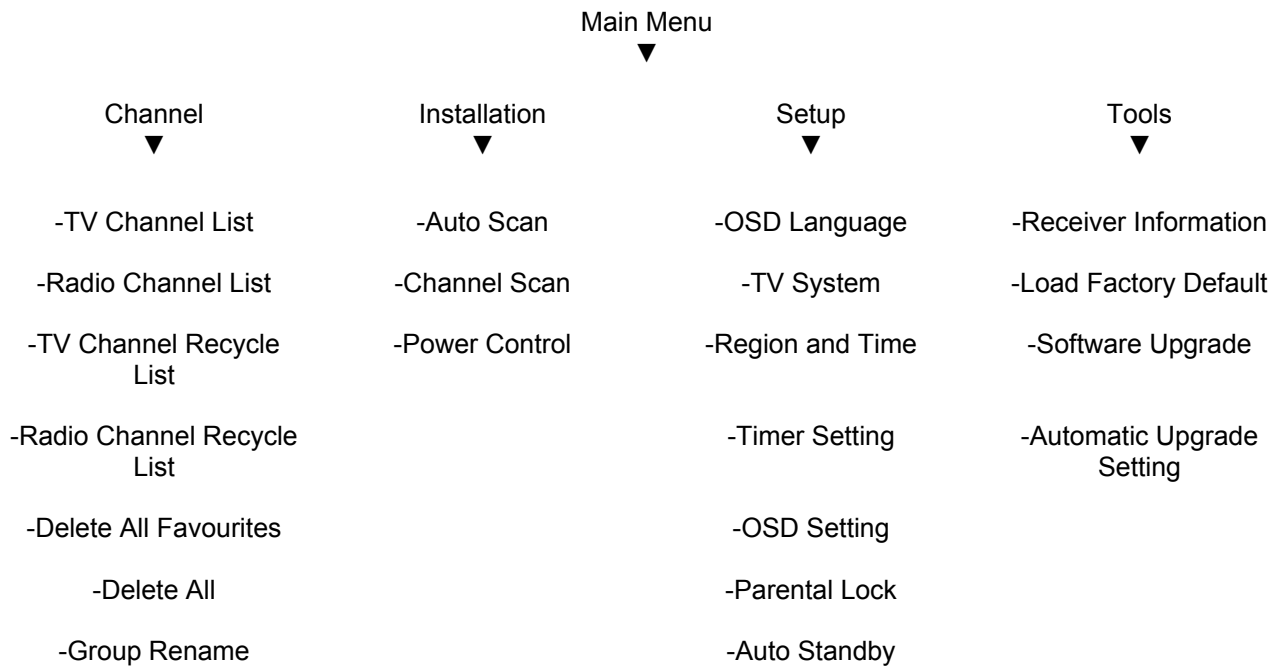 Main Menu
▼
Channel
▼
-TV Channel List
-Radio Channel List
-TV Channel Recycle
List
-Radio Channel Recycle
List
-Delete All Favourites
-Delete All
-Group Rename
Installation
▼
-Auto Scan
-Channel Scan
-Power Control
Setup
▼
-OSD Language
-TV System
-Region and Time
-Timer Setting
-OSD Setting
-Parental Lock
-Auto Standby
Tools
▼
-Receiver Information
-Load Factory Default
-Software Upgrade
-Automatic Upgrade
Setting